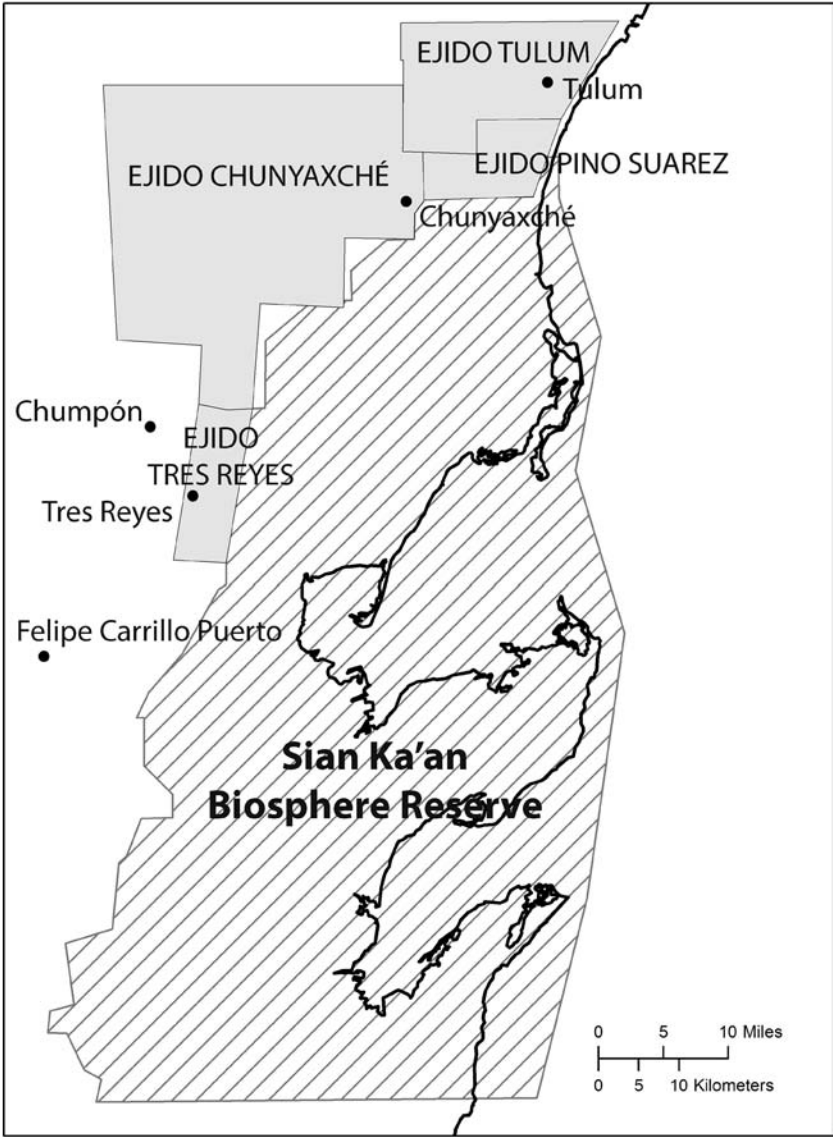 EJIDO TULUM
Tulum
EJIDO CHUNYAXCHÉ
EJIDO PINO SUAREZ
Chunyaxché
Chumpón
EJIDO
TRES REYES
Tres Reyes
Felipe Carrillo Puerto
Sian Ka’an
Biosphere Reserve
0 5 10 Miles
0 5 10 Kilometers